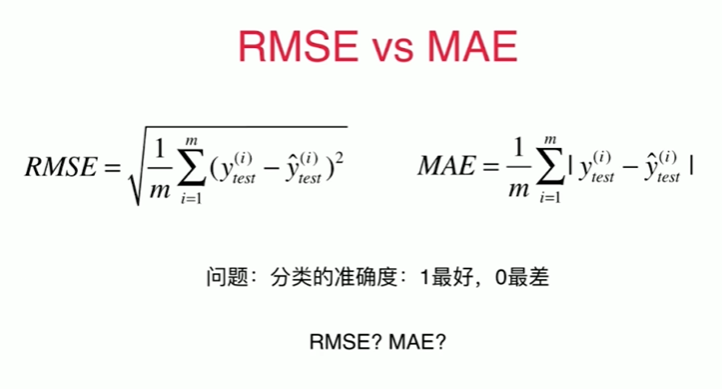 RMSE vs MAE
RMSE = \sqrt{\frac{1}{m}\sum_{i=1}^{m}(y_{test}^{(i)} - \hat{y}_{test}^{(i)})^2}
MAE = \frac{1}{m}\sum_{i=1}^{m}|y_{test}^{(i)} - \hat{y}_{test}^{(i)}|
问题：分类的准确度：1最好，0最差
RMSE? MAE?